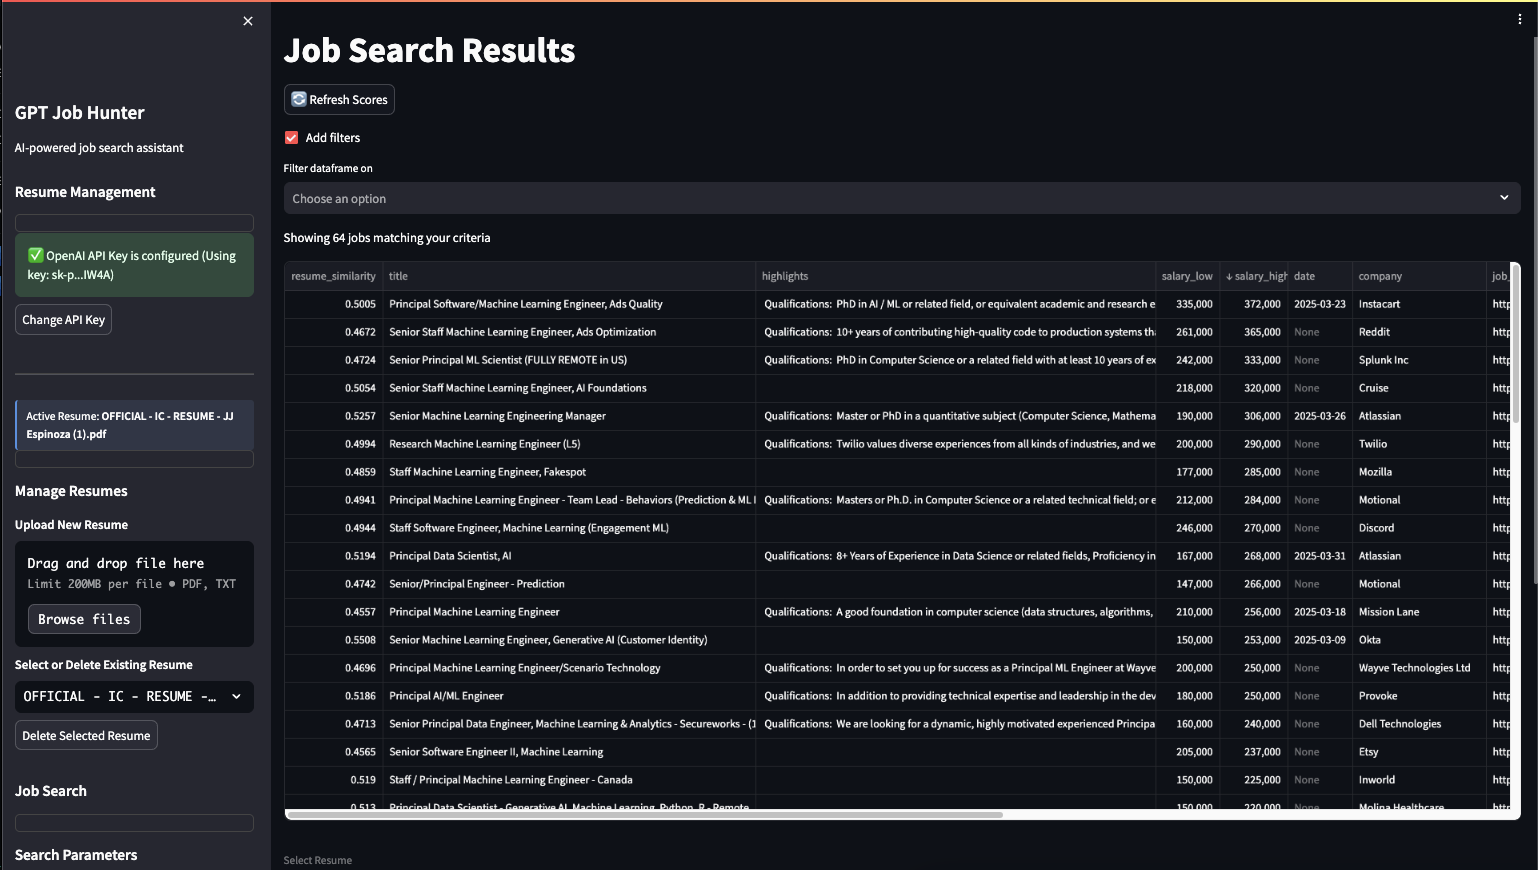 GPT Job Hunter
AI-powered job search assistant
Resume Management
✅ OpenAI API Key is configured (Using
key: sk-p...IW4A)
Change API Key
Active Resume: OFFICIAL - IC - RESUME - JJ
Espinoza (1).pdf
Manage Resumes
Upload New Resume
Drag and drop file here
Limit 200MB per file • PDF, TXT
Browse files
Select or Delete Existing Resume
OFFICIAL - IC - RESUME -…
Delete Selected Resume
Job Search
Search Parameters
Job Search Results
Refresh Scores
Add filters
Filter dataframe on
Choose an option
Showing 64 jobs matching your criteria
resume_similarity title highlights salary_low ↓ salary_high date company job_
0.5005 Principal Software/Machine Learning Engineer, Ads Quality Qualifications: PhD in AI / ML or related field, or equivalent academic and research e 335,000 372,000 2025-03-23 Instacart http
0.4672 Senior Staff Machine Learning Engineer, Ads Optimization Qualifications: 10+ years of contributing high-quality code to production systems tha 261,000 365,000 None Reddit http
0.4724 Senior Principal ML Scientist (FULLY REMOTE in US) Qualifications: PhD in Computer Science or a related field with at least 10 years of ex 242,000 333,000 None Splunk Inc http
0.5054 Senior Staff Machine Learning Engineer, AI Foundations 218,000 320,000 None Cruise http
0.5257 Senior Machine Learning Engineering Manager Qualifications: Master or PhD in a quantitative subject (Computer Science, Mathema 190,000 306,000 2025-03-26 Atlassian http
0.4994 Research Machine Learning Engineer (L5) Qualifications: Twilio values diverse experiences from all kinds of industries, and we 200,000 290,000 None Twilio http
0.4859 Staff Machine Learning Engineer, Fakespot 177,000 285,000 None Mozilla http
0.4941 Principal Machine Learning Engineer - Team Lead - Behaviors (Prediction & ML Qualifications: Masters or Ph.D. in Computer Science or a related technical field; or e 212,000 284,000 None Motional http
0.4944 Staff Software Engineer, Machine Learning (Engagement ML) 246,000 270,000 None Discord http
0.5194 Principal Data Scientist, AI Qualifications: 8+ Years of Experience in Data Science or related fields, Proficiency in 167,000 268,000 2025-03-31 Atlassian http
0.4742 Senior/Principal Engineer - Prediction 147,000 266,000 None Motional http
0.4557 Principal Machine Learning Engineer Qualifications: A good foundation in computer science (data structures, algorithms, 210,000 256,000 2025-03-18 Mission Lane http
0.5508 Senior Machine Learning Engineer, Generative AI (Customer Identity) 150,000 253,000 2025-03-09 Okta http
0.4696 Principal Machine Learning Engineer/Scenario Technology Qualifications: In order to set you up for success as a Principal ML Engineer at Wayve 200,000 250,000 None Wayve Technologies Ltd http
0.5186 Principal AI/ML Engineer Qualifications: In addition to providing technical expertise and leadership in the dev 180,000 250,000 None Provoke http
0.4713 Senior Principal Data Engineer, Machine Learning & Analytics - Secureworks - (1 Qualifications: We are looking for a dynamic, highly motivated experienced Principa 160,000 240,000 None Dell Technologies http
0.4565 Senior Software Engineer II, Machine Learning 205,000 237,000 None Etsy http
0.519 Staff / Principal Machine Learning Engineer - Canada 150,000 225,000 None Inworld http
0.513 Principal Data Scientist - Generative AI, Machine Learning, Python, R - Remote 150,000 220,000 None Molina Healthcare http
Select Resume